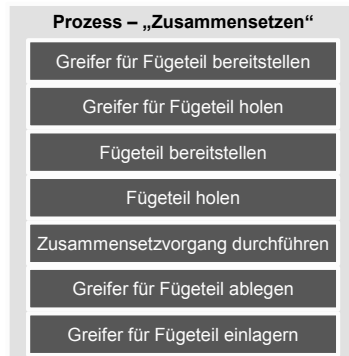 Prozess – „Zusammensetzen“
Greifer für Fügeteil bereitstellen
Greifer für Fügeteil holen
Fügeteil bereitstellen
Fügeteil holen
Zusammensetzvorgang durchführen
Greifer für Fügeteil ablegen
Greifer für Fügeteil einlagern